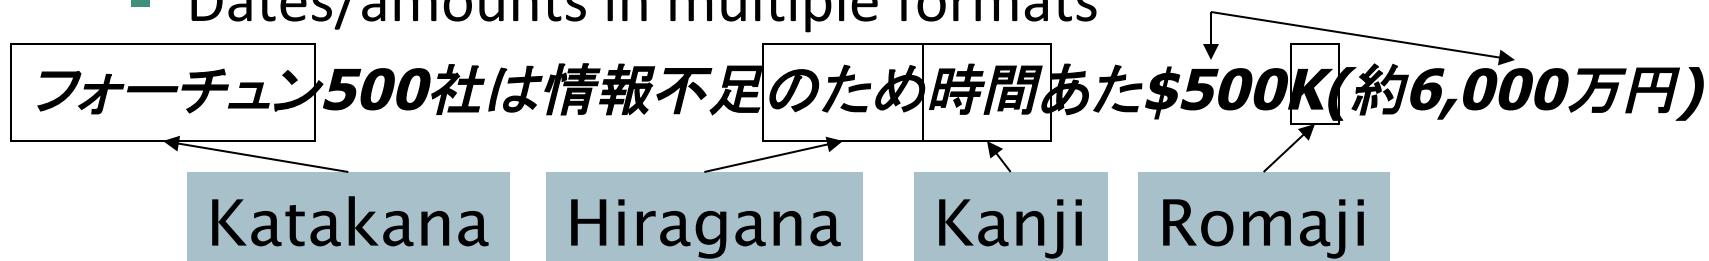 Dates/amounts in multiple formats
フォーチュン500社は情報不足のため時間あた$500K(約6,000万円)
Katakana Hiragana Kanji Romaji